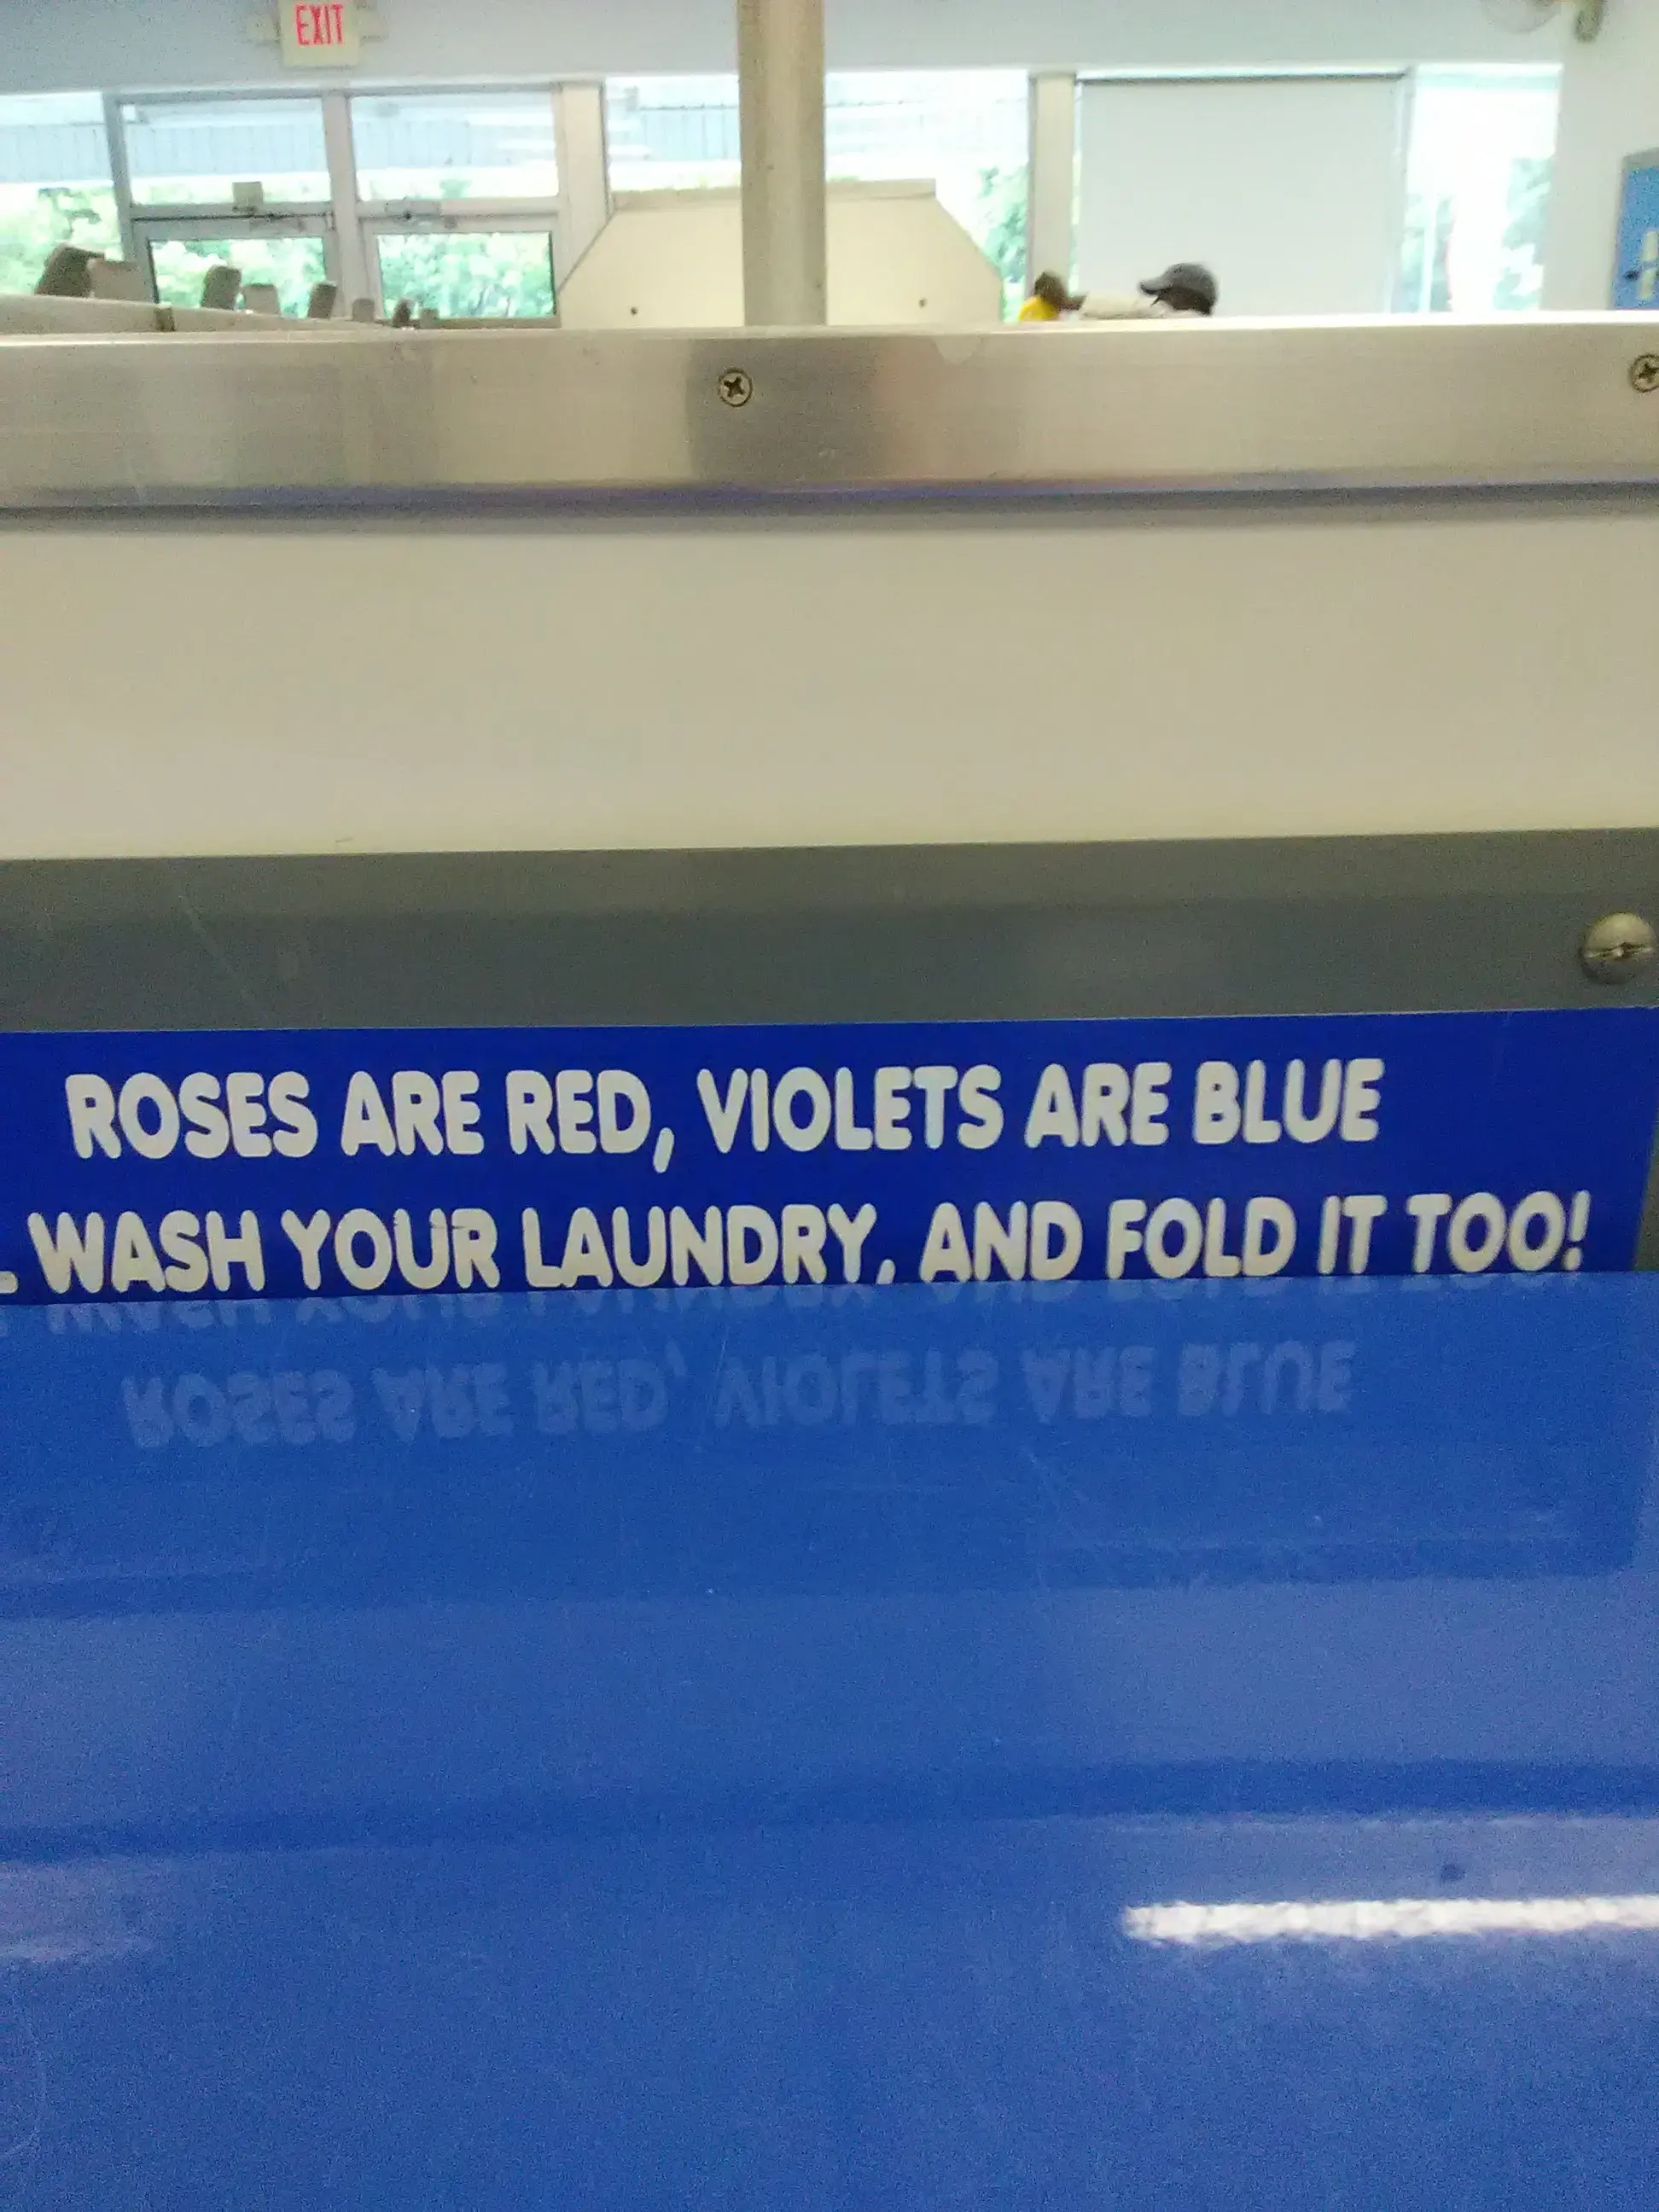 EXIT
ROSES ARE RED, VIOLETS ARE BLUE
WASH YOUR LAUNDRY, AND FOLD IT TOO!